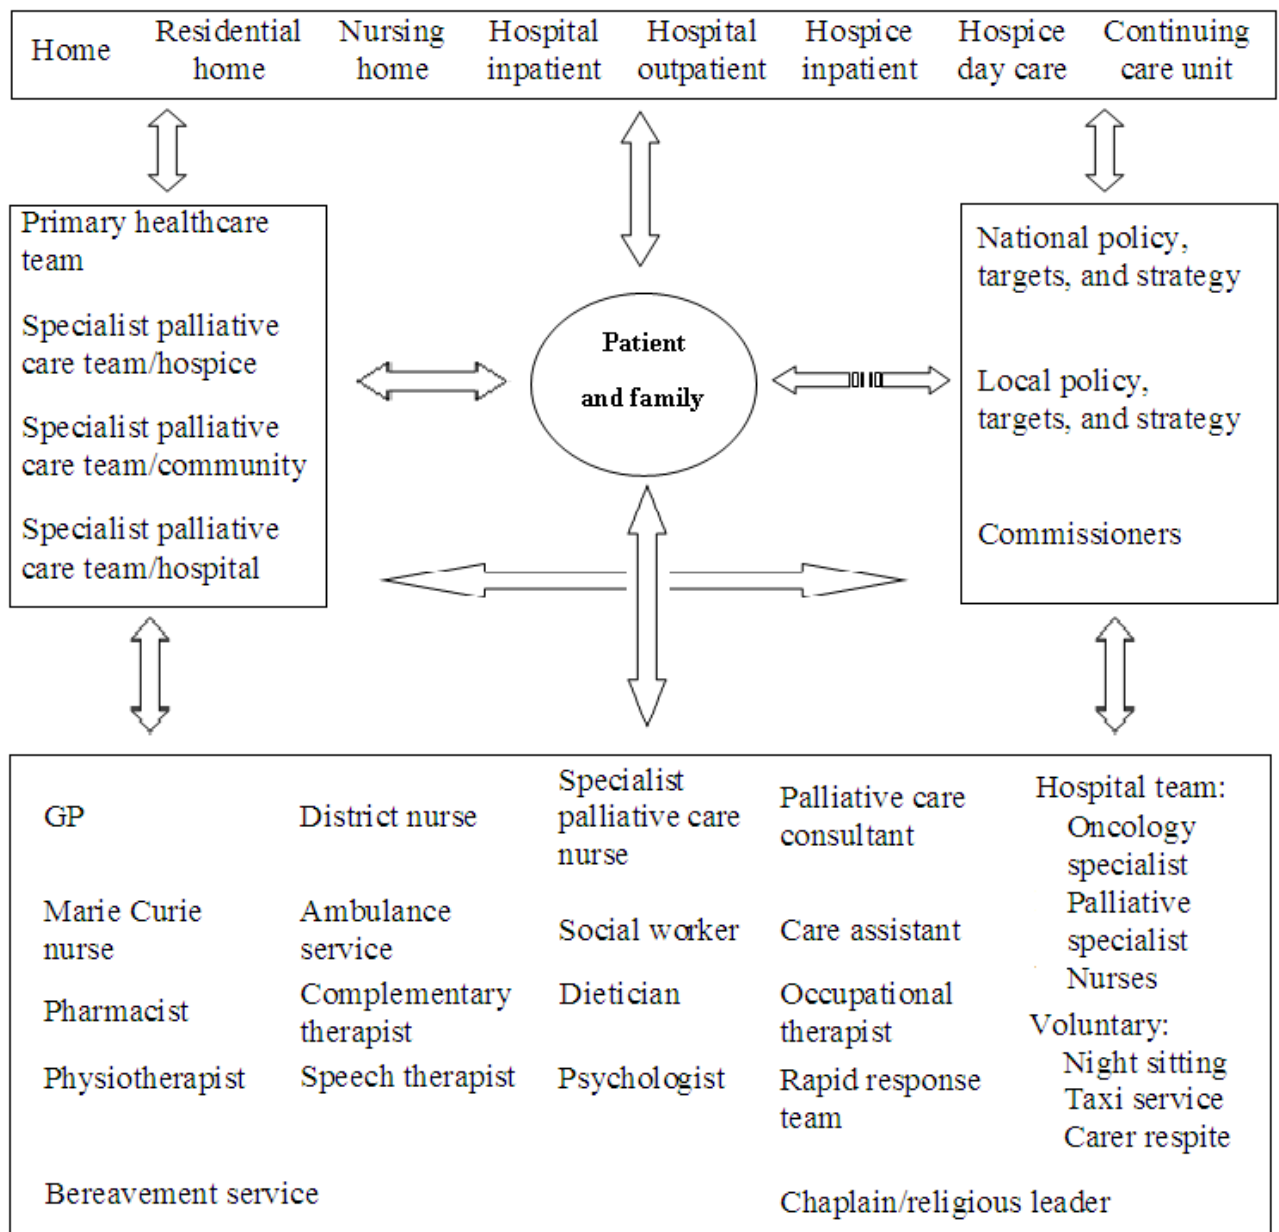 Home
Residential
home
Nursing
home
Hospital
inpatient
Hospital
outpatient
Hospice
inpatient
Hospice
day care
Continuing
care unit
Primary healthcare
team
Specialist palliative
care team/hospice
Specialist palliative
care team/community
Specialist palliative
care team/hospital
Patient
and family
National policy,
targets, and strategy
Local policy,
targets, and strategy
Commissioners
GP
District nurse
Specialist
palliative care
nurse
Palliative care
consultant
Marie Curie
nurse
Ambulance
service
Social worker
Care assistant
Pharmacist
Complementary
therapist
Dietician
Occupational
therapist
Physiotherapist
Speech therapist
Psychologist
Rapid response
team
Bereavement service
Chaplain/religious leader
Hospital team:
Oncology
specialist
Palliative
specialist
Nurses
Voluntary:
Night sitting
Taxi service
Carer respite